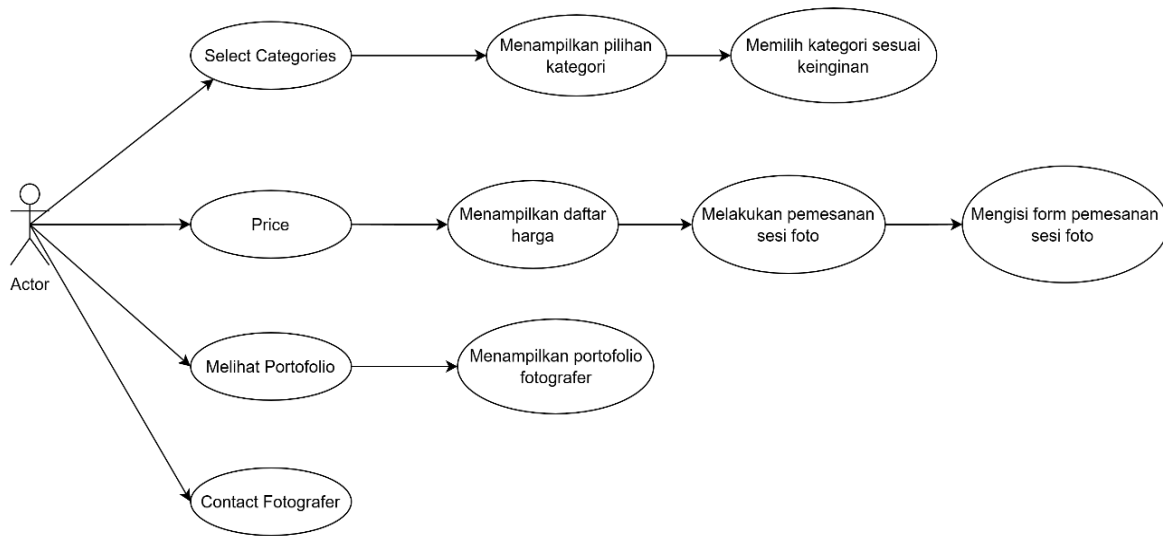 Select Categories
Menampilkan pilihan
kategori
Memilih kategori sesuai
keinginan
Actor
Price
Menampilkan daftar
harga
Melakukan pemesanan
sesi foto
Mengisi form pemesanan
sesi foto
Melihat Portofolio
Menampilkan portofolio
fotografer
Contact Fotografer